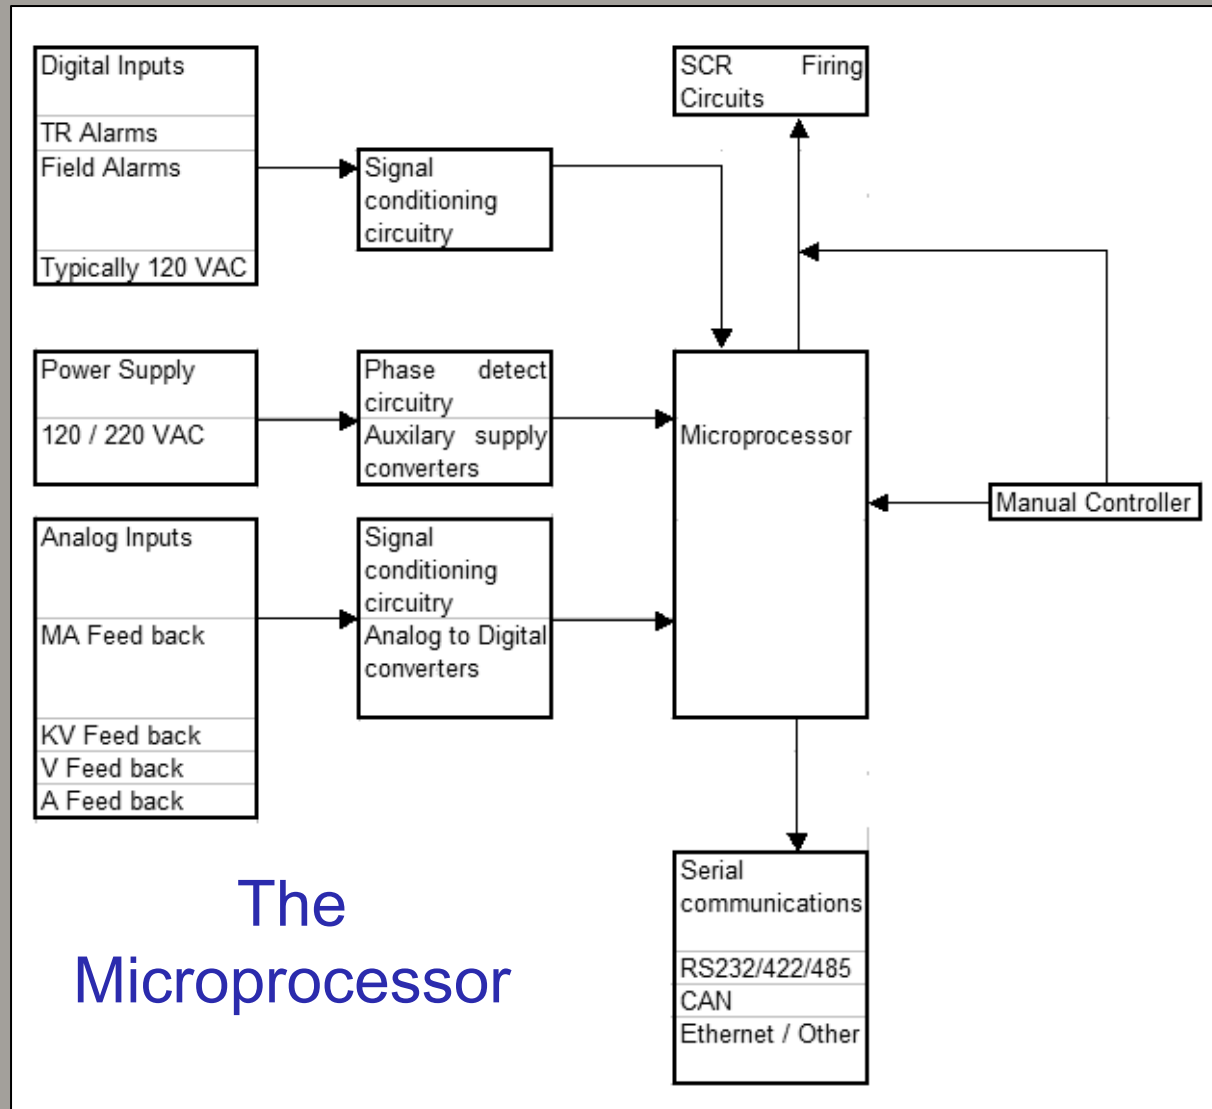 Digital Inputs
TR Alarms
Field Alarms
Typically 120 VAC
Signal
conditioning
circuitry
SCR Firing
Circuits
Power Supply
120 / 220 VAC
Phase detect
circuitry
Auxilary supply
converters
Microprocessor
Manual Controller
Analog Inputs
MA Feed back
KV Feed back
V Feed back
A Feed back
Signal
conditioning
circuitry
Analog to Digital
converters
Serial
communications
RS232/422/485
CAN
Ethernet / Other
The
Microprocessor